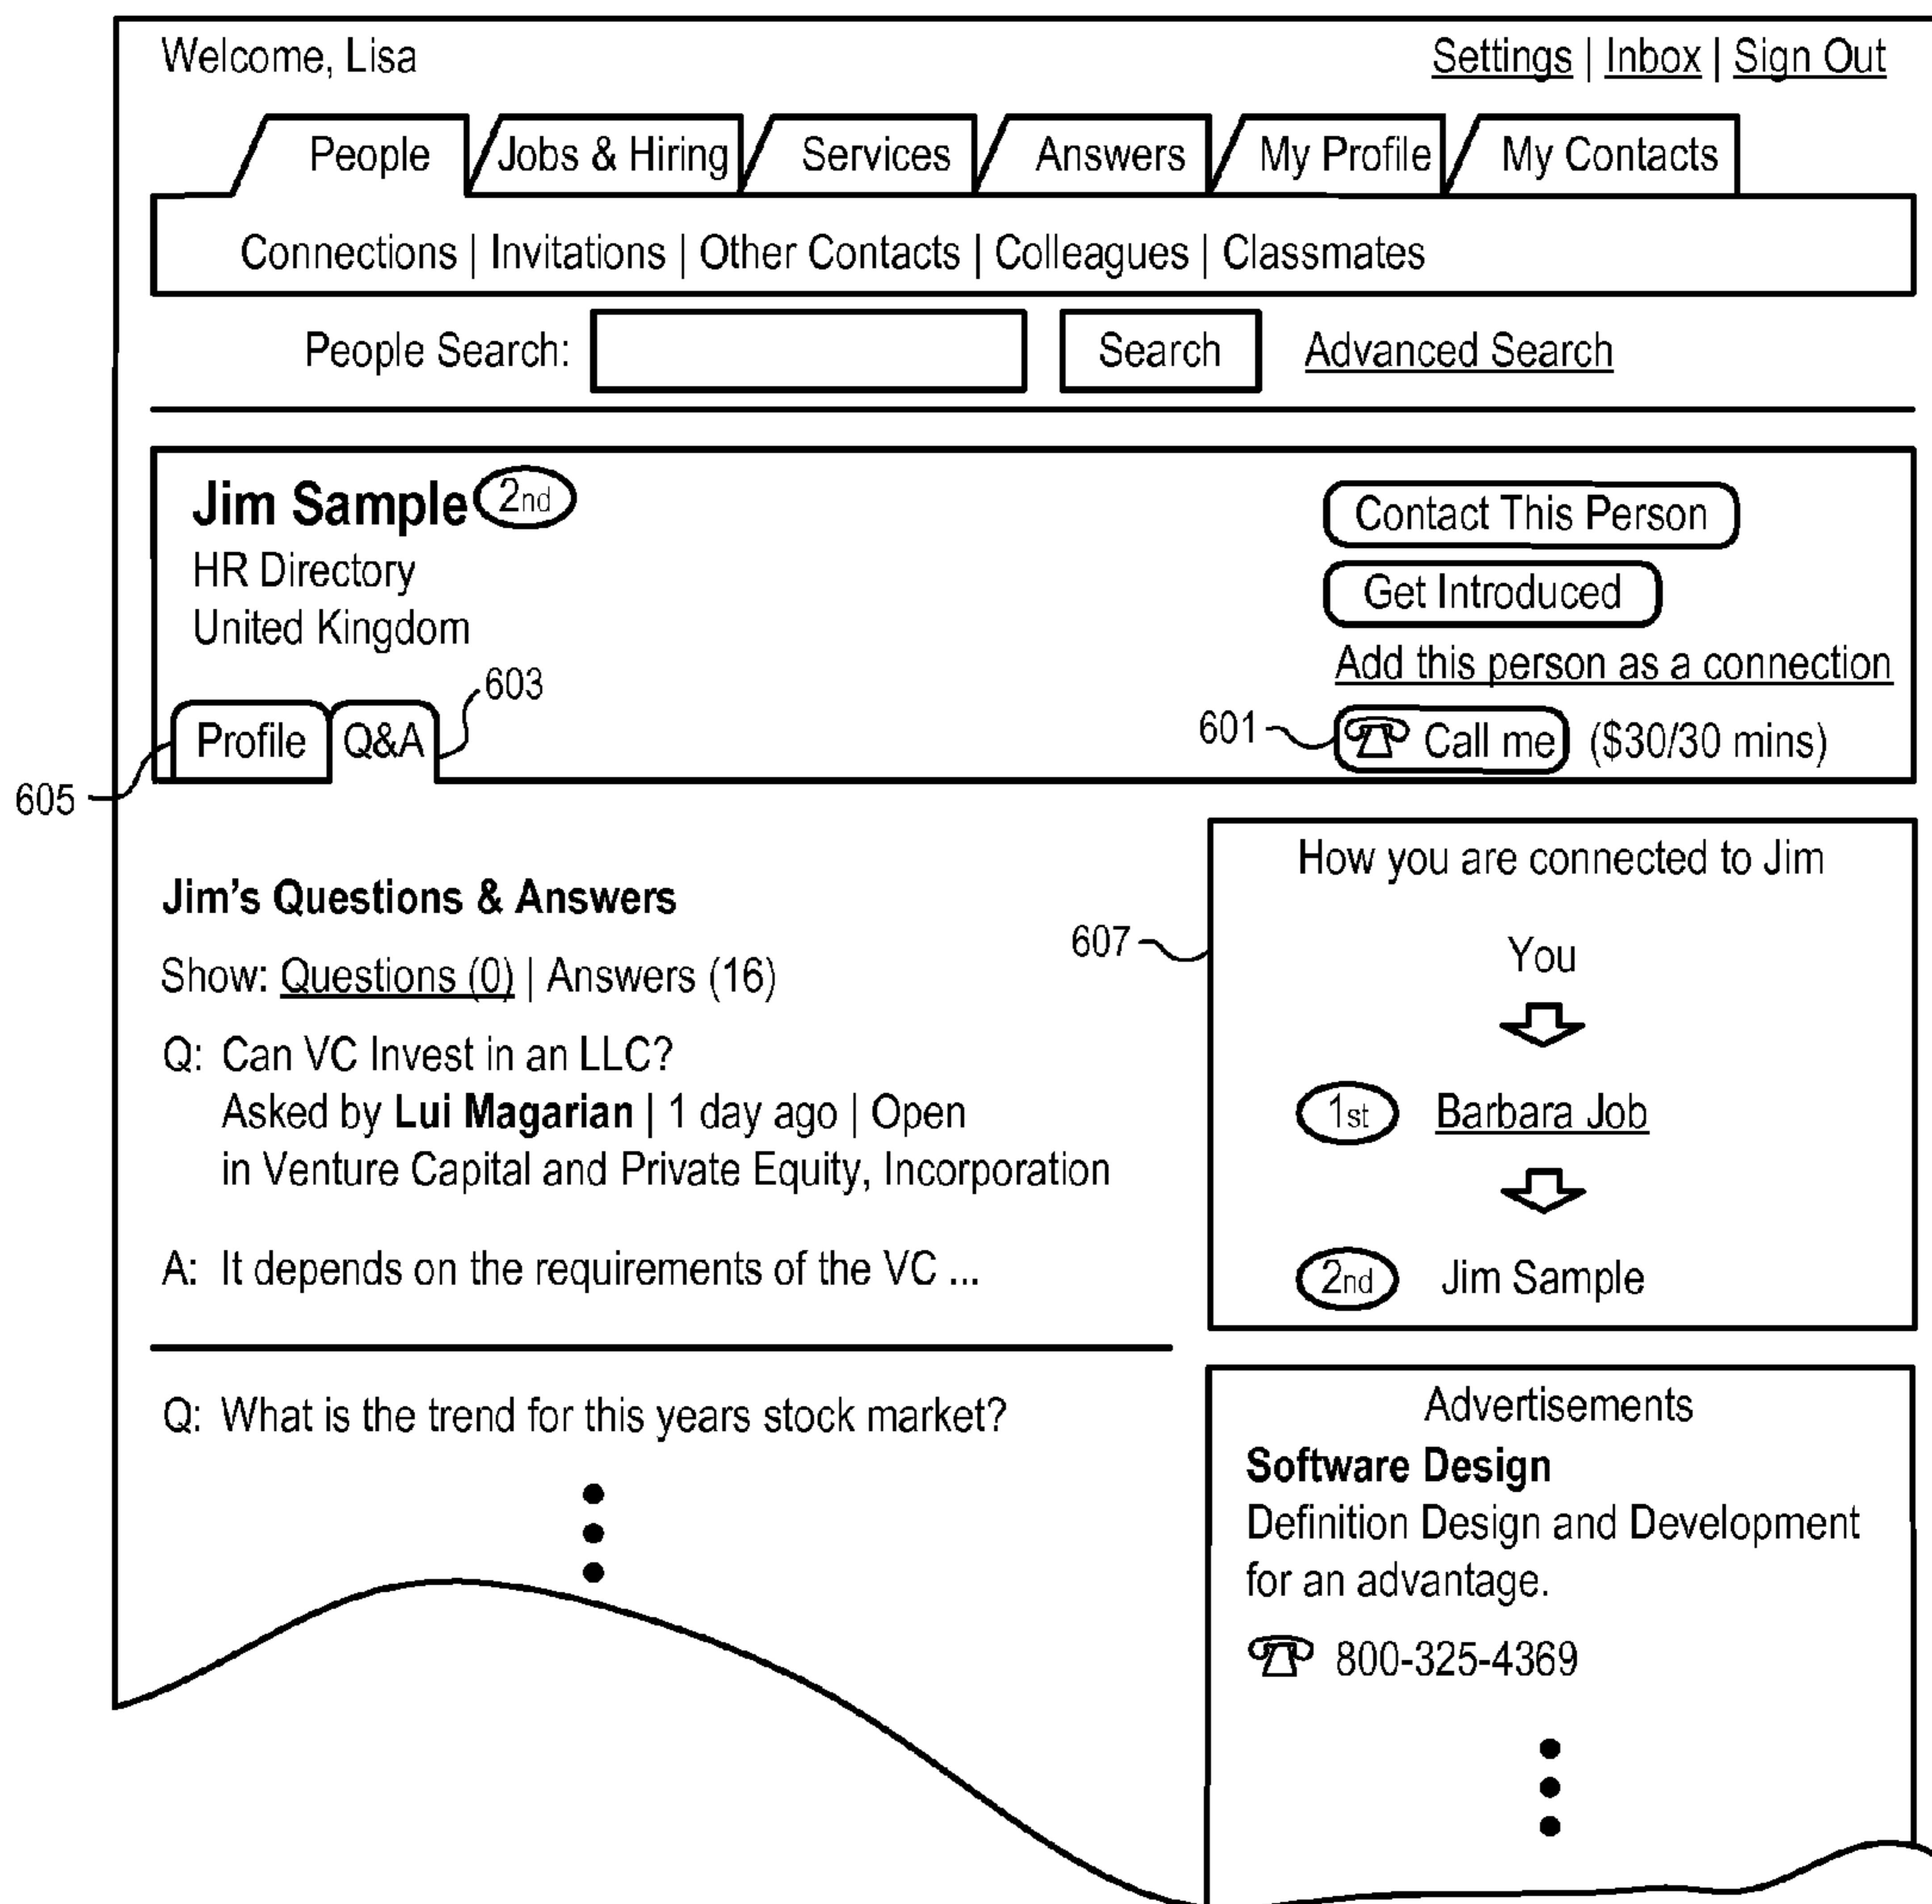 Welcome, Lisa
Settings | Inbox | Sign Out
People
Jobs & Hiring
Services
Answers
My Profile
My Contacts
Connections | Invitations | Other Contacts | Colleagues | Classmates
People Search:
Search
Advanced Search
Jim Sample 2nd
HR Directory
United Kingdom
Contact This Person
Get Introduced
Add this person as a connection
603
601
Call me ($30/30 mins)
Profile
Q&A
605
Jim's Questions & Answers
Show: Questions (0) | Answers (16)
Q: Can VC Invest in an LLC?
Asked by Lui Magarian | 1 day ago | Open
in Venture Capital and Private Equity, Incorporation
A: It depends on the requirements of the VC ...
Q: What is the trend for this years stock market?
607
How you are connected to Jim
You
1st Barbara Job
2nd Jim Sample
Advertisements
Software Design
Definition Design and Development
for an advantage.
800-325-4369